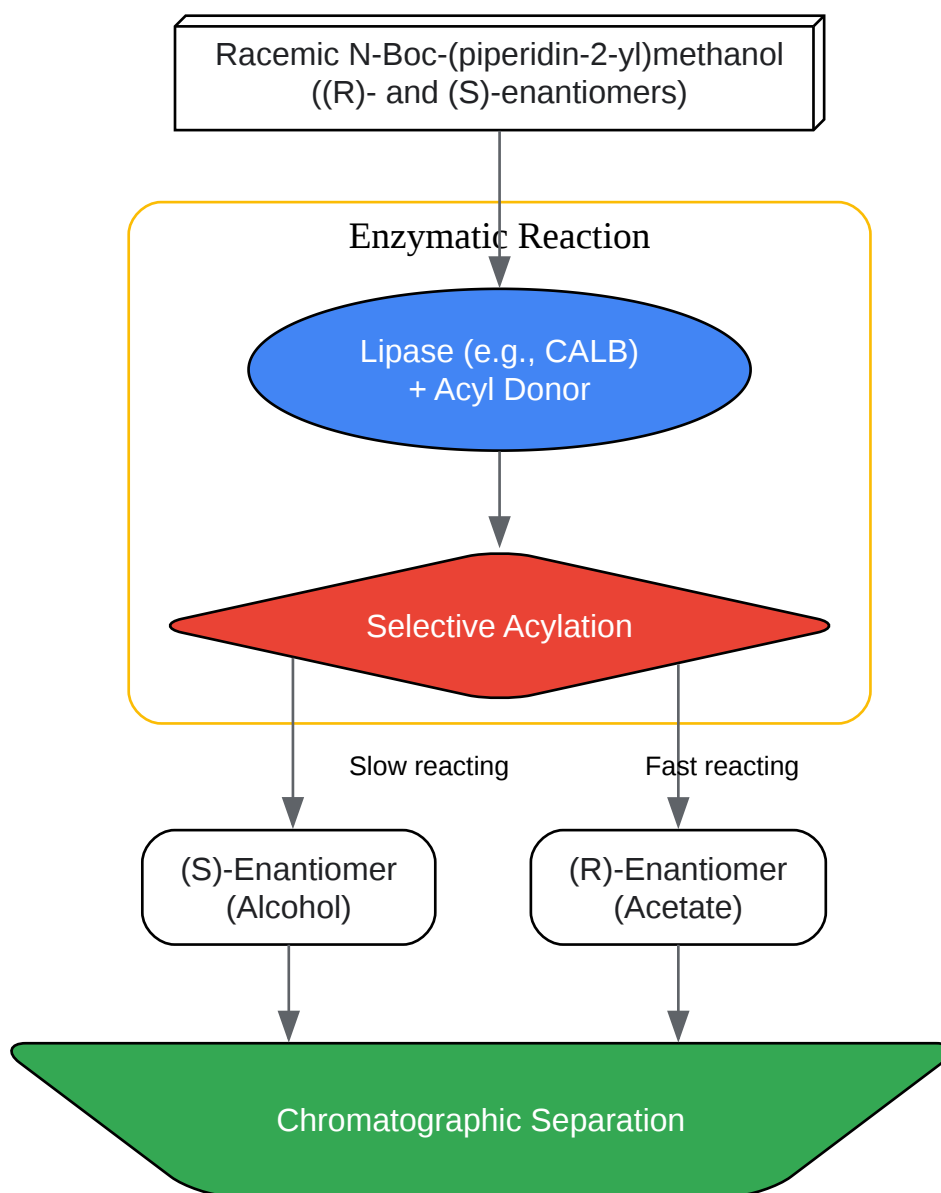 Racemic N-Boc-(piperidin-2-yl)methanol
((R)- and (S)-enantiomers)
Enzymatic Reaction
Lipase (e.g., CALB)
+ Acyl Donor
Selective Acylation
Slow reacting
Fast reacting
(S)-Enantiomer
(Alcohol)
(R)-Enantiomer
(Acetate)
Chromatographic Separation